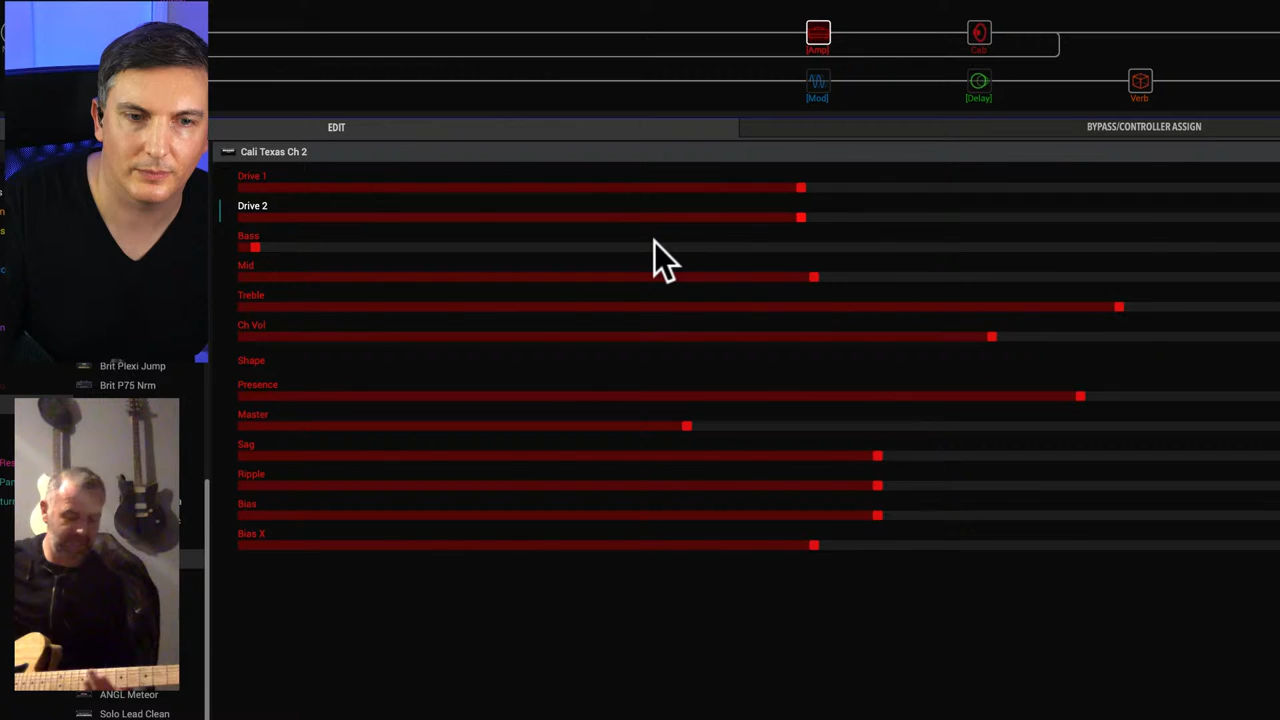 [Amp]
Cab
[Mod]
[Delay]
Verb
EDIT
BYPASS/CONTROLLER ASSIGN
Cali Texas Ch 2
Drive 1
Drive 2
Bass
Mid
Treble
Ch Vol
Shape
Presence
Master
Sag
Ripple
Bias
Bias X
Brit Plexi Jump
Brit P75 Nrm
ANGL Meteor
Solo Lead Clean